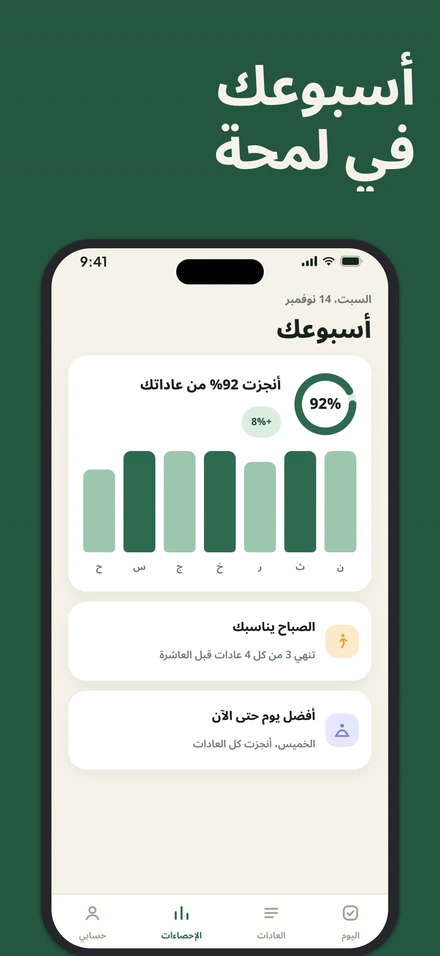 أسبوعك
في لمحة
9:41
السبت، 14 نوفمبر
أسبوعك
92%
أنجزت 92% من عاداتك
+8%
ن ث ر خ ج س ح
الصباح يناسبك
تنهي 3 من كل 4 عادات قبل العاشرة
أفضل يوم حتى الآن
الخميس، أنجزت كل العادات
اليوم العادات الإحصاءات حسابي